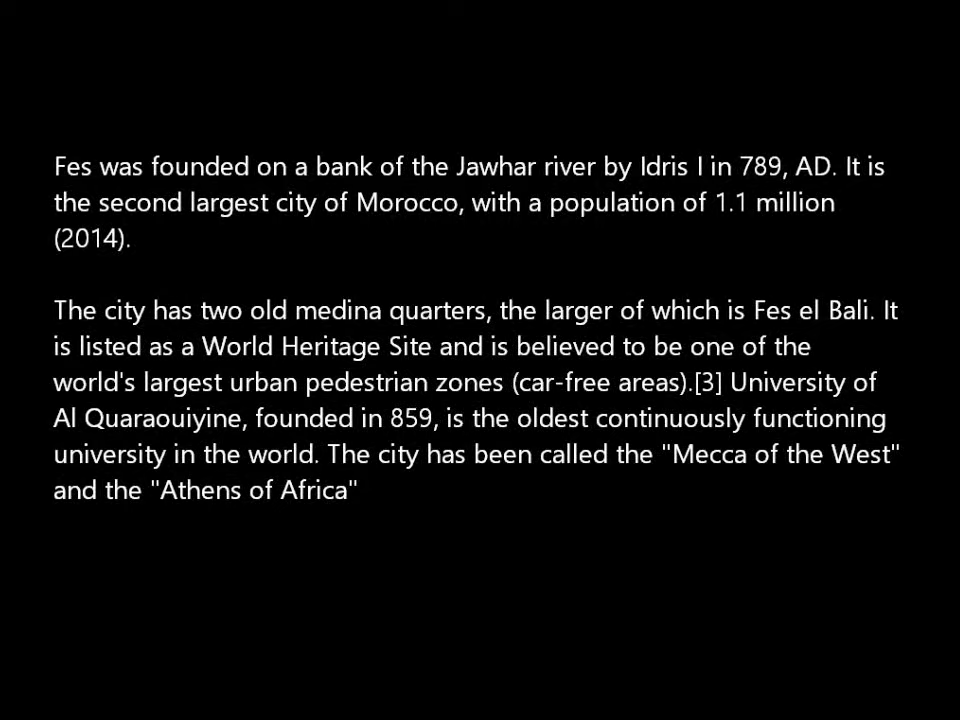 Fes was founded on a bank of the Jawhar river by Idris I in 789, AD. It is
the second largest city of Morocco, with a population of 1.1 million
(2014).
The city has two old medina quarters, the larger of which is Fes el Bali. It
is listed as a World Heritage Site and is believed to be one of the
world's largest urban pedestrian zones (car-free areas).[3] University of
Al Quaraouiyine, founded in 859, is the oldest continuously functioning
university in the world. The city has been called the "Mecca of the West"
and the "Athens of Africa"